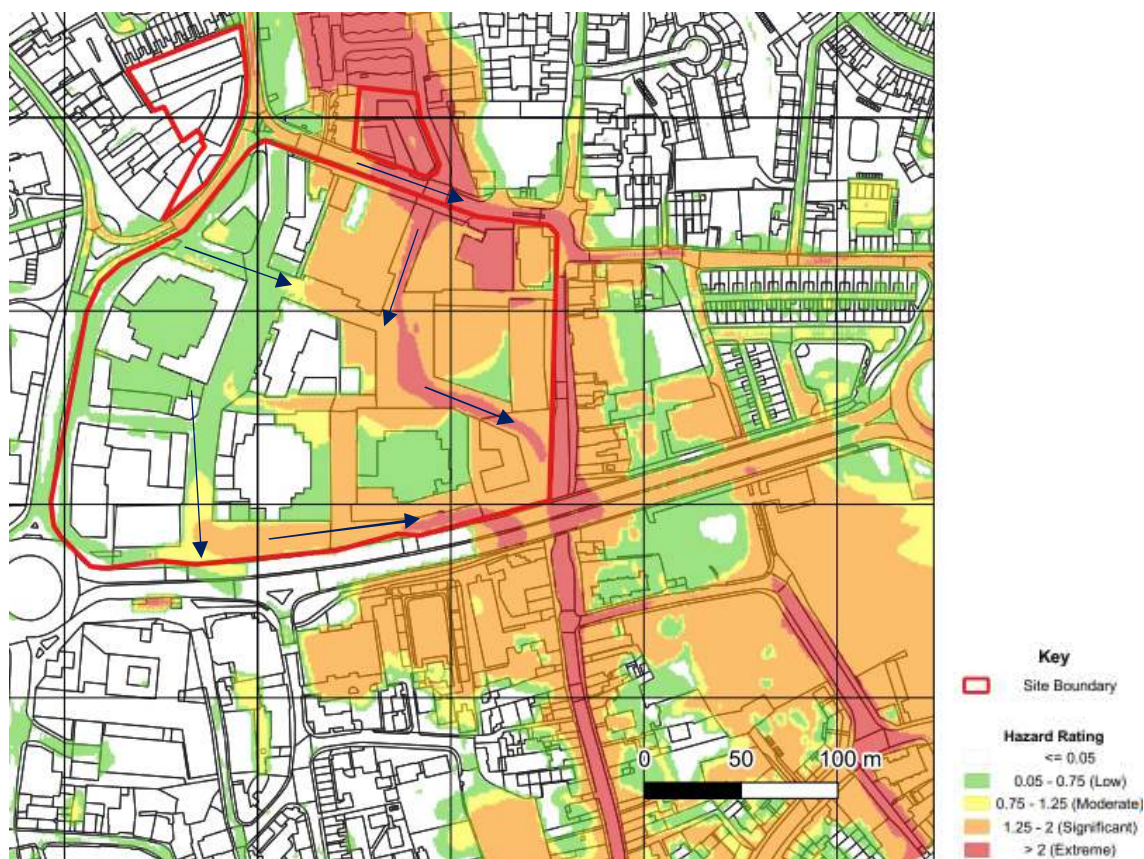 0 50 100 m
Key
Site Boundary
Hazard Rating
<= 0.05
0.05 - 0.75 (Low)
0.75 - 1.25 (Moderate)
1.25 - 2 (Significant)
> 2 (Extreme)